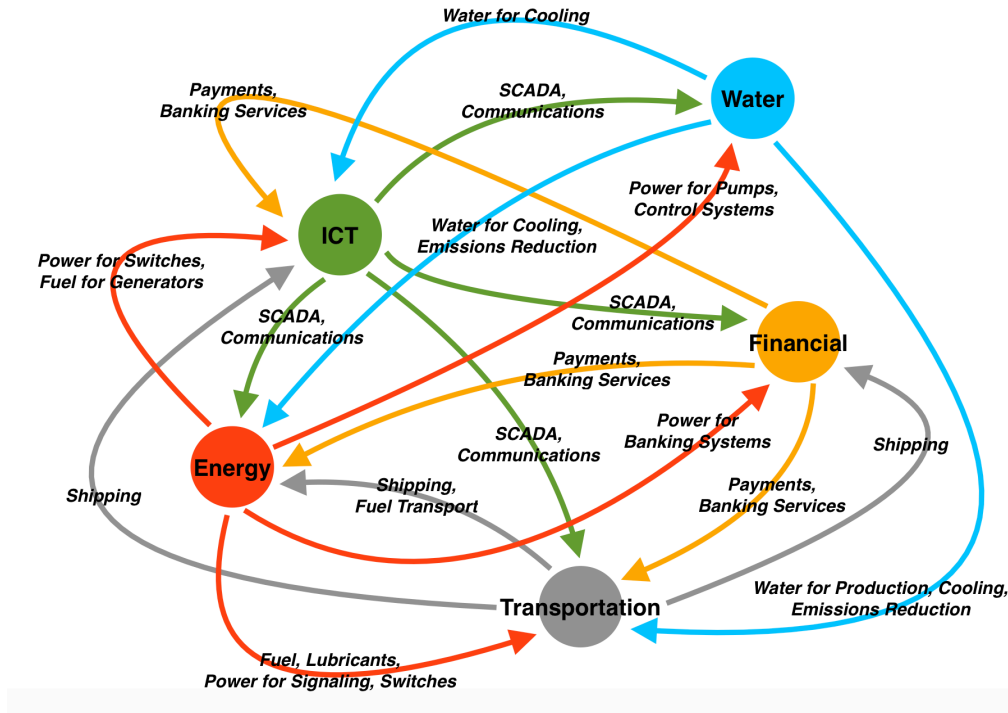 Water for Cooling
Payments,
Banking Services
SCADA,
Communications
Water
Power for Pumps,
Control Systems
ICT
Water for Cooling,
Emissions Reduction
Power for Switches,
Fuel for Generators
SCADA,
Communications
SCADA,
Communications
Financial
Payments,
Banking Services
Power for
Banking Systems
SCADA,
Communications
Shipping
Energy
Shipping
Shipping,
Fuel Transport
Payments,
Banking Services
Water for Production, Cooling,
Emissions Reduction
Transportation
Fuel, Lubricants,
Power for Signaling, Switches